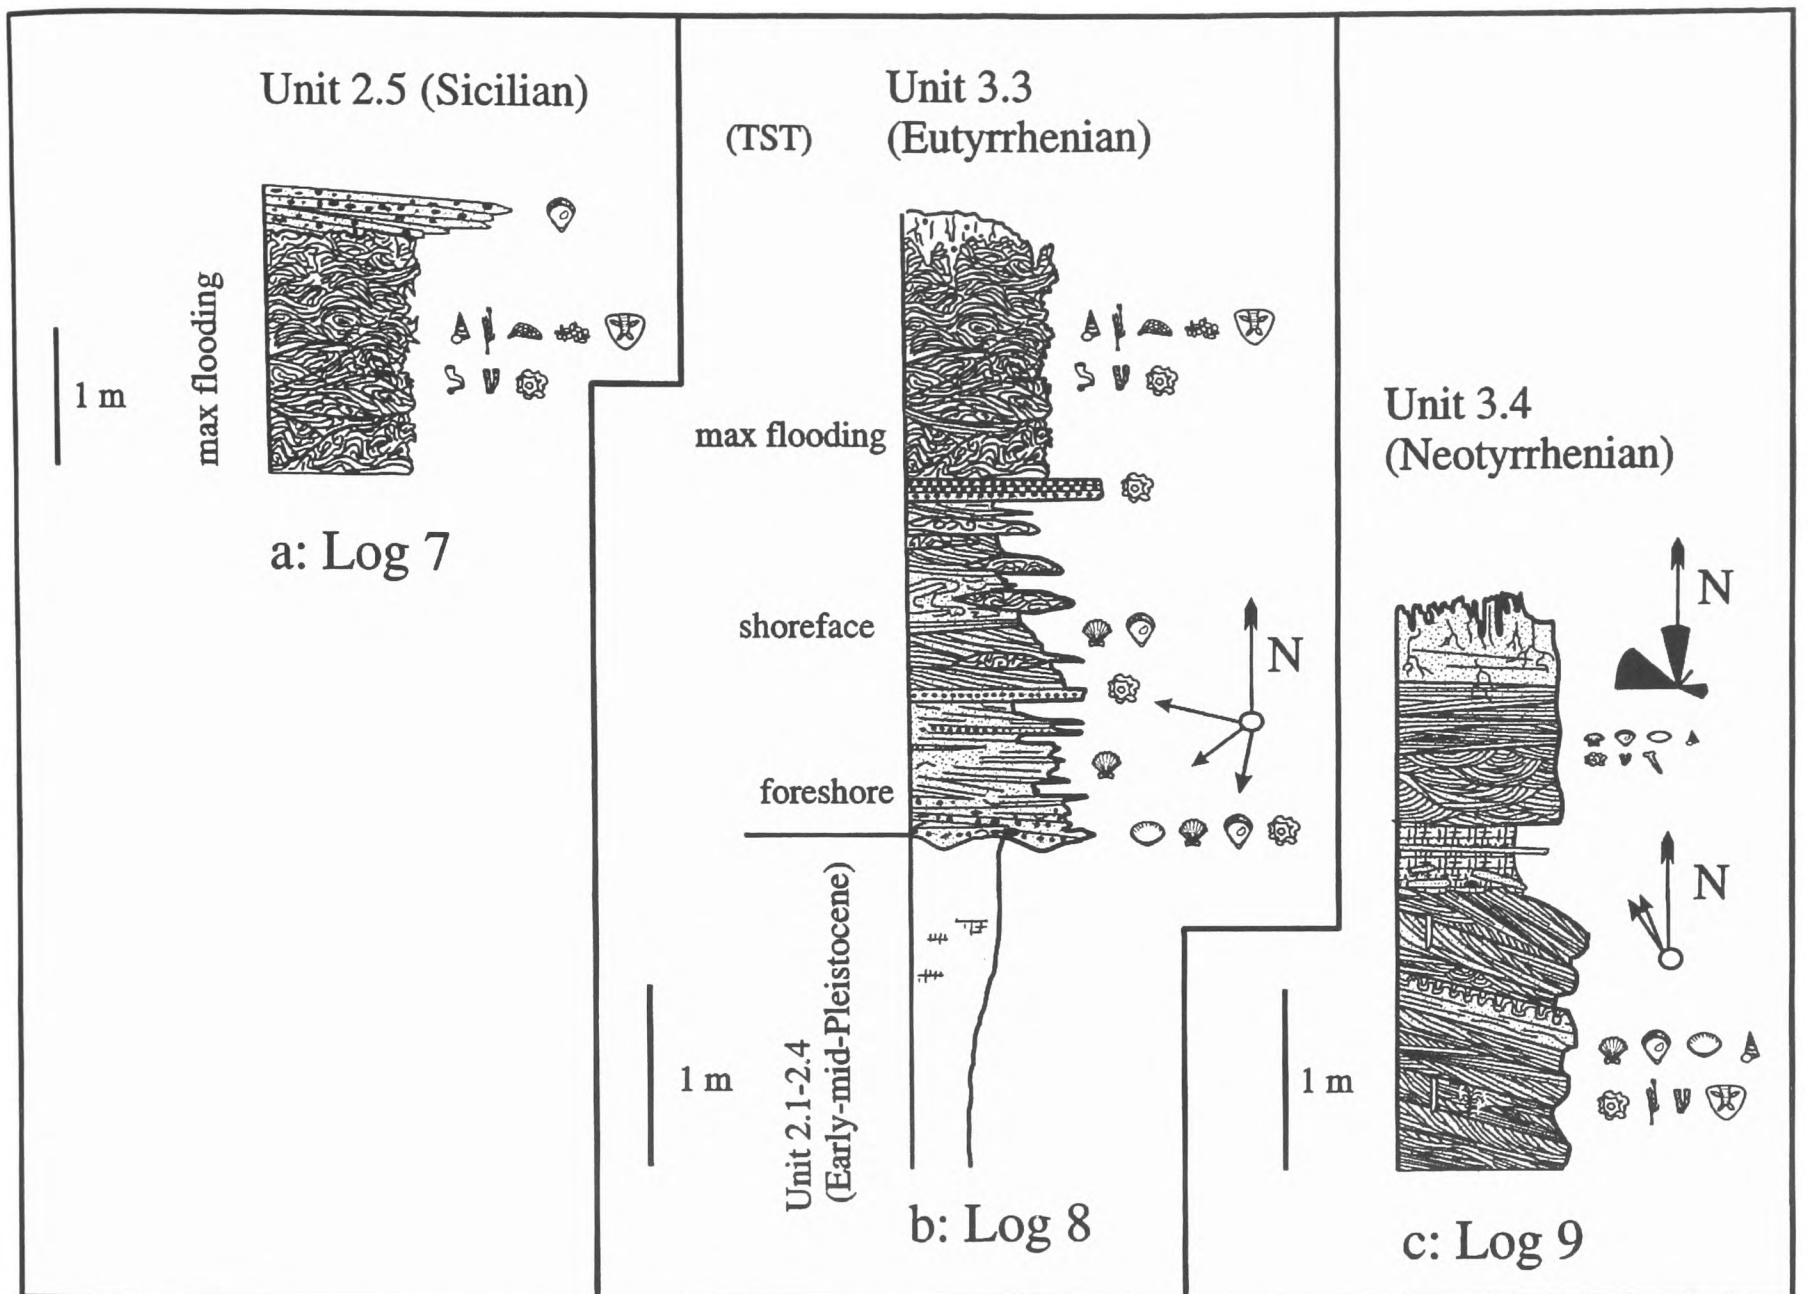 Unit 2.5 (Sicilian)
max flooding
1 m
a: Log 7
(TST)
Unit 3.3
(Eutyrrhenian)
max flooding
shoreface
N
foreshore
Unit 2.1-2.4
(Early-mid-Pleistocene)
1 m
b: Log 8
Unit 3.4
(Neotyrrhenian)
N
N
1 m
c: Log 9